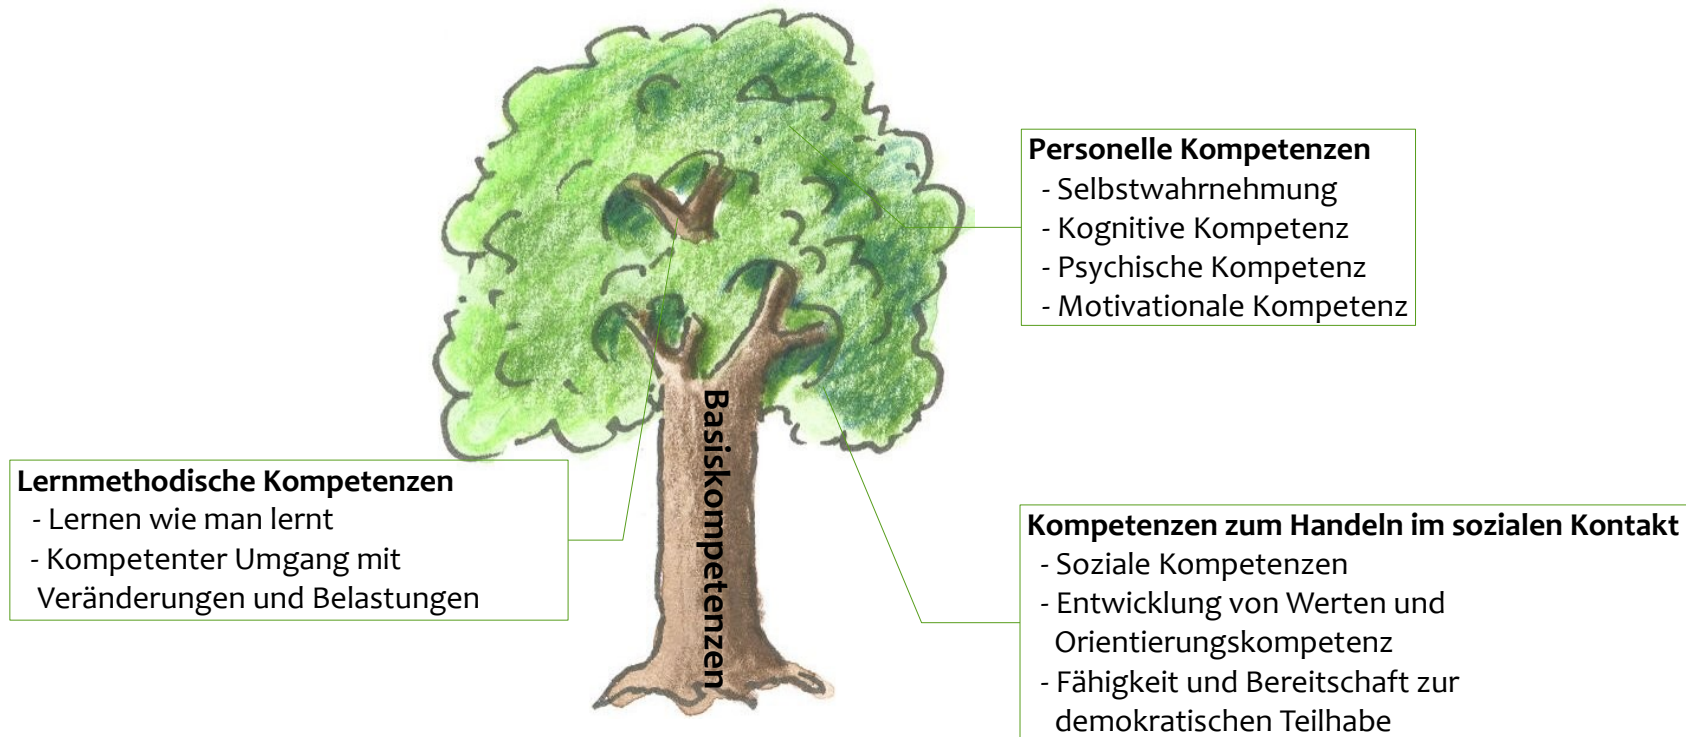 Personelle Kompetenzen
- Selbstwahrnehmung
- Kognitive Kompetenz
- Psychische Kompetenz
- Motivationale Kompetenz
Basiskompetenzen
Lernmethodische Kompetenzen
- Lernen wie man lernt
- Kompetenter Umgang mit
Veränderungen und Belastungen
Kompetenzen zum Handeln im sozialen Kontakt
- Soziale Kompetenzen
- Entwicklung von Werten und
Orientierungskompetenz
- Fähigkeit und Bereitschaft zur
demokratischen Teilhabe